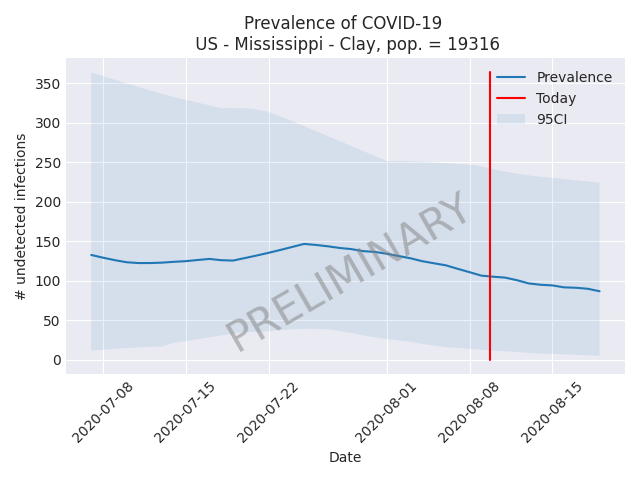 Prevalence of COVID-19
US - Mississippi - Clay, pop. = 19316
# undetected infections
350
300
250
200
150
100
50
0
Prevalence
Today
95CI
PRELIMINARY
2020-07-08
2020-07-15
2020-07-22
2020-08-01
2020-08-08
2020-08-15
Date